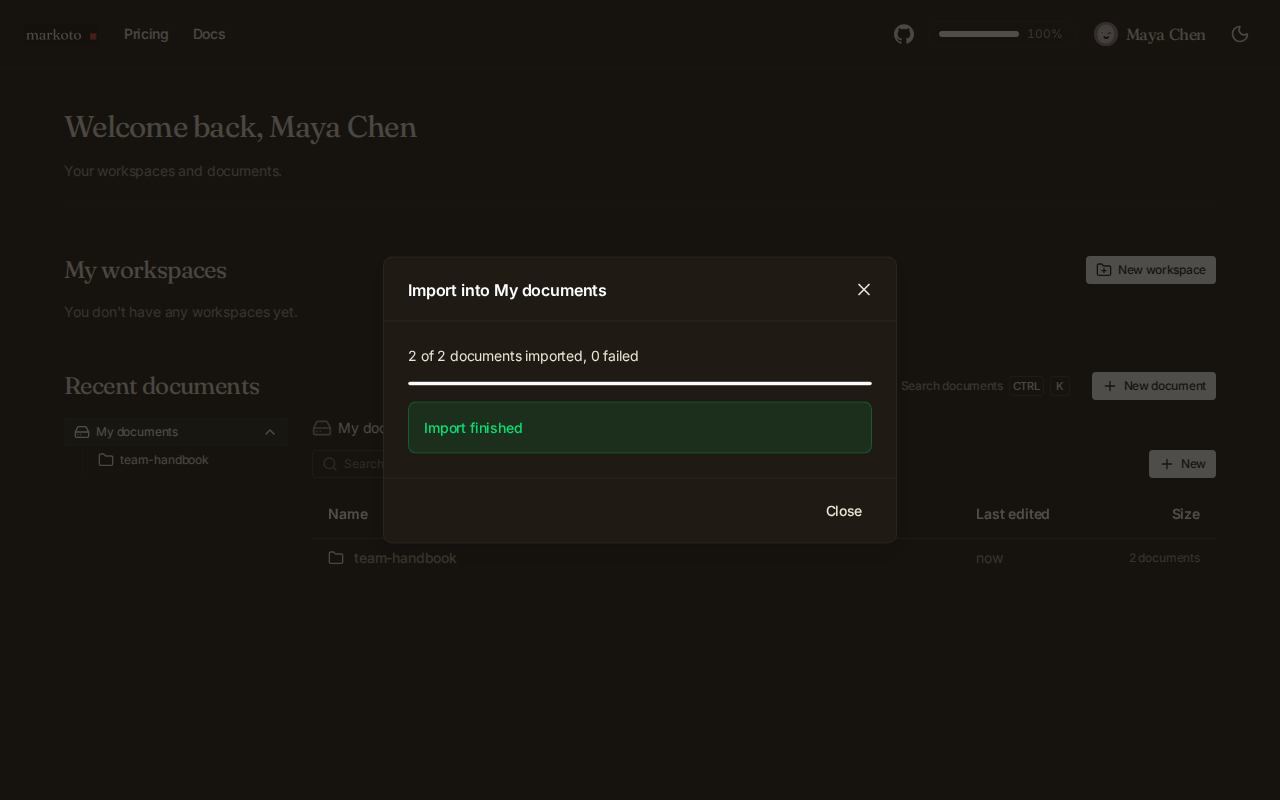 markoto Pricing Docs 100% Maya Chen
Welcome back, Maya Chen
Your workspaces and documents.
My workspaces
New workspace
You don't have any workspaces yet.
Import into My documents
2 of 2 documents imported, 0 failed
Import finished
Close
Recent documents
Search documents CTRL K
New document
My documents
team-handbook
My doc
Search
New
Name Last edited Size
team-handbook now 2 documents